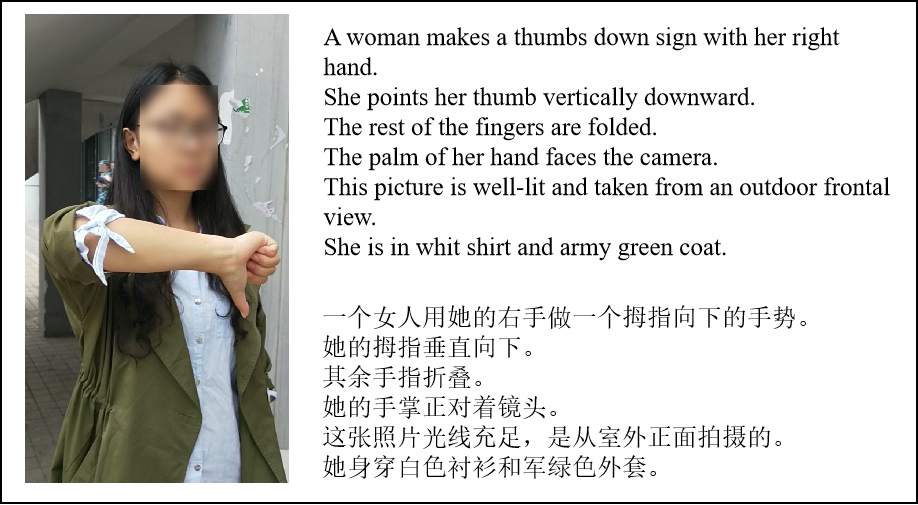 A woman makes a thumbs down sign with her right
hand.
She points her thumb vertically downward.
The rest of the fingers are folded.
The palm of her hand faces the camera.
This picture is well-lit and taken from an outdoor frontal
view.
She is in whit shirt and army green coat.
一个女人用她的右手做一个拇指向下的手势。
她的拇指垂直向下。
其余手指折叠。
她的手掌正对着镜头。
这张照片光线充足，是从室外正面拍摄的。
她身穿白色衬衫和军绿色外套。